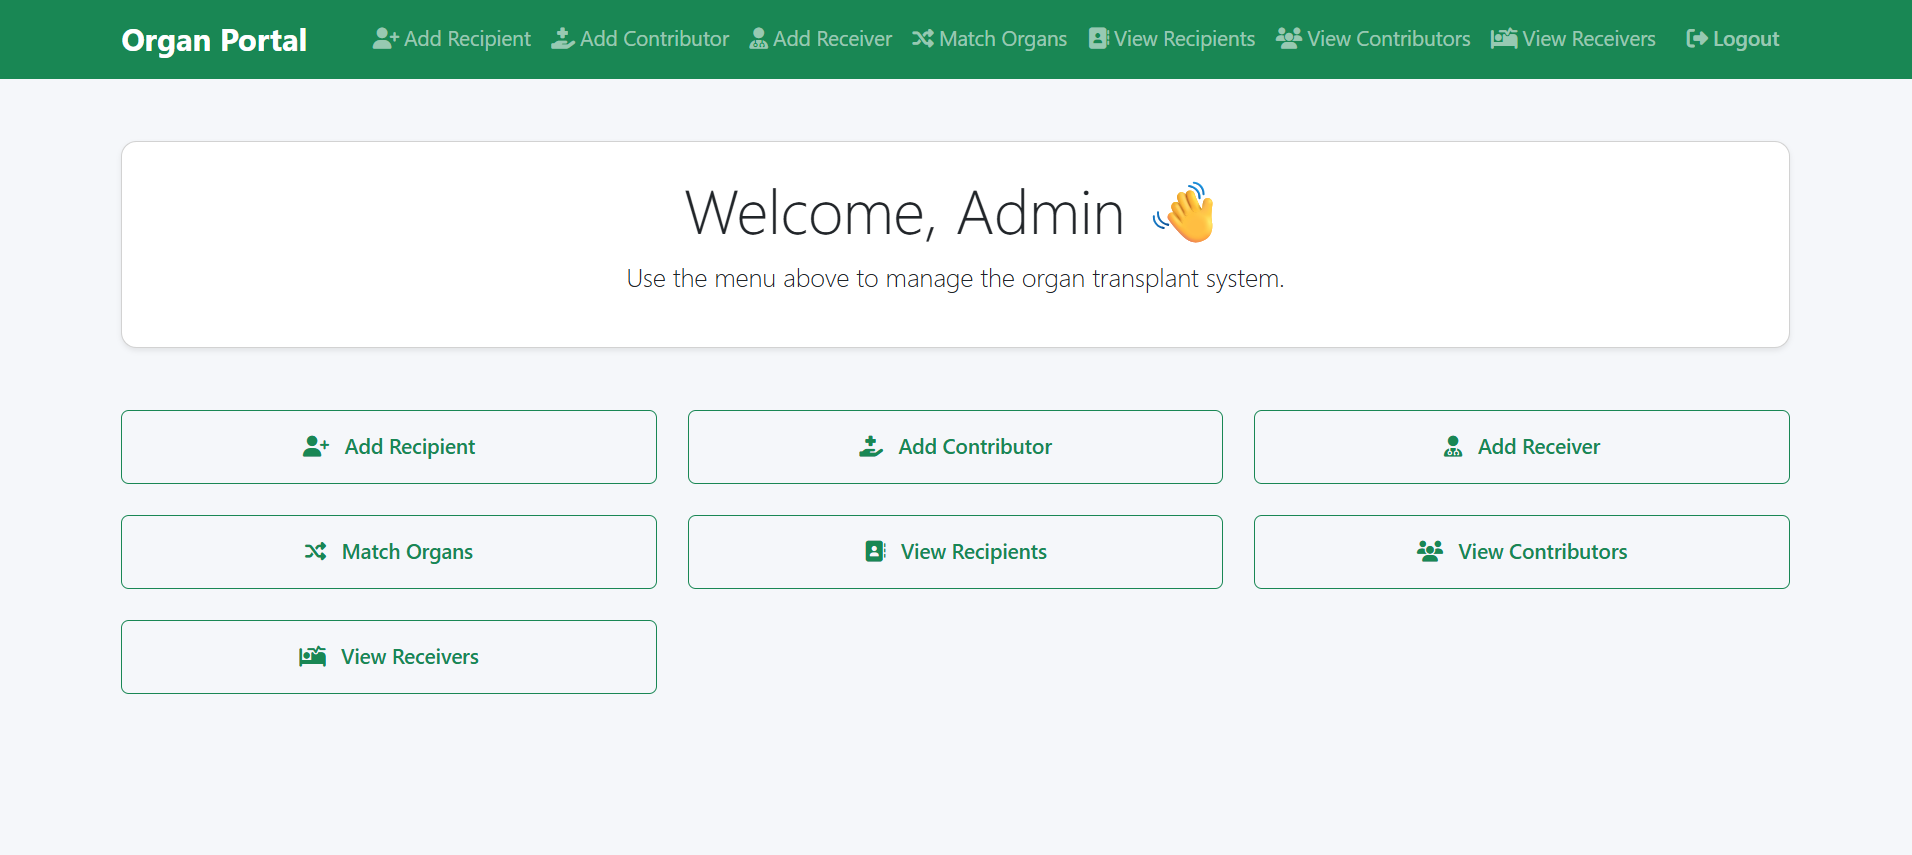 Organ Portal Add Recipient Add Contributor Add Receiver Match Organs View Recipients View Contributors View Receivers Logout
Welcome, Admin 👋
Use the menu above to manage the organ transplant system.
Add Recipient Add Contributor Add Receiver
Match Organs View Recipients View Contributors
View Receivers